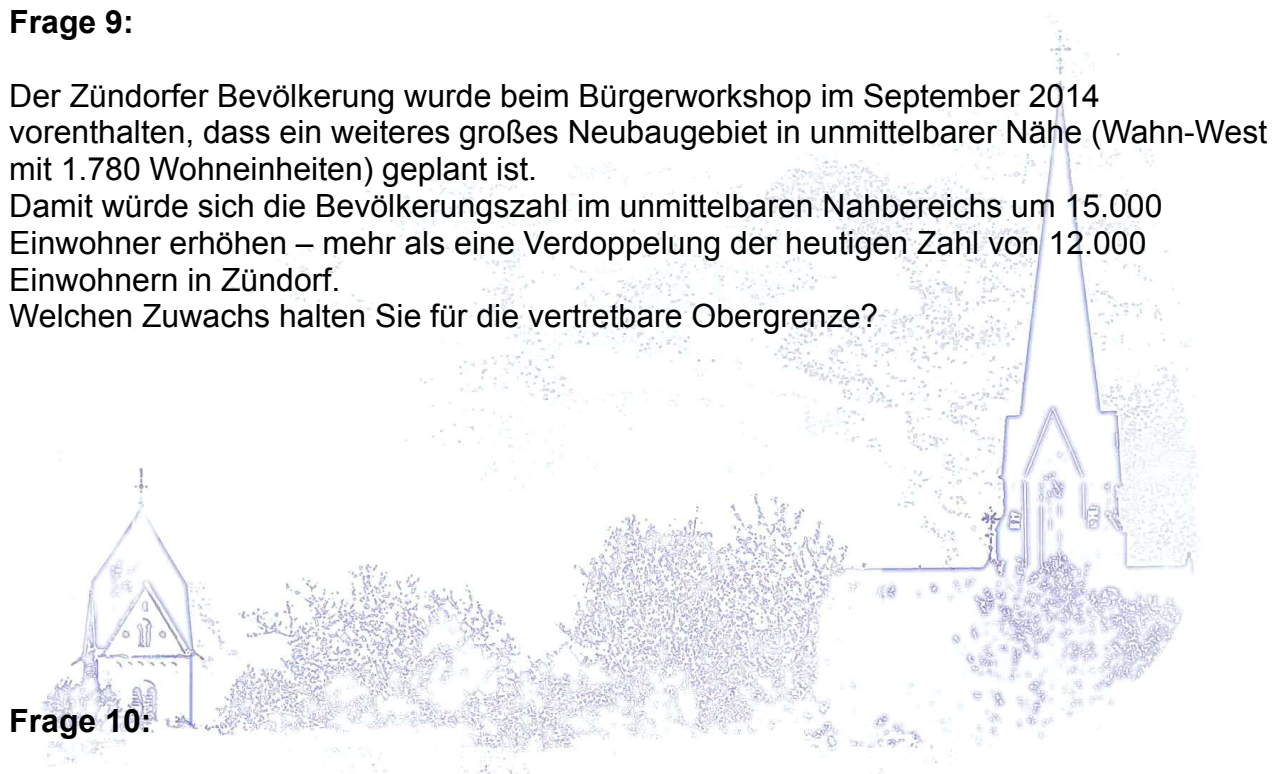 Frage 9:
Der Zündorfer Bevölkerung wurde beim Bürgerworkshop im September 2014
vorenthalten, dass ein weiteres großes Neubaugebiet in unmittelbarer Nähe (Wahn-West
mit 1.780 Wohneinheiten) geplant ist.
Damit würde sich die Bevölkerungszahl im unmittelbaren Nahbereichs um 15.000
Einwohner erhöhen – mehr als eine Verdoppelung der heutigen Zahl von 12.000
Einwohnern in Zündorf.
Welchen Zuwachs halten Sie für die vertretbare Obergrenze?
Frage 10: